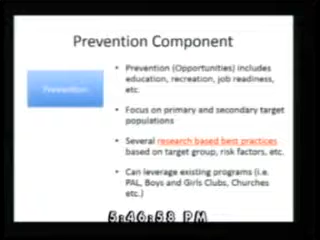 Prevention Component
Prevention
• Prevention (Opportunities) includes
education, recreation, job readiness,
etc.
• Focus on primary and secondary target
populations
• Several research based best practices
based on target group, risk factors, etc.
• Can leverage existing programs (i.e.
PAL, Boys and Girls Clubs, Churches
etc.)
5:46:58 PM